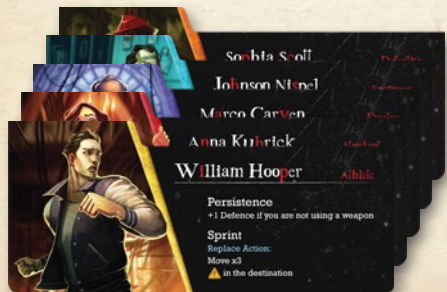 Sophia Scott
Johnson Nispel
Marco Carven
Anna Kubrick
William Hooper Athlete
Persistence
+1 Defence if you are not using a weapon
Sprint
Replace Action:
Move x3
in the destination